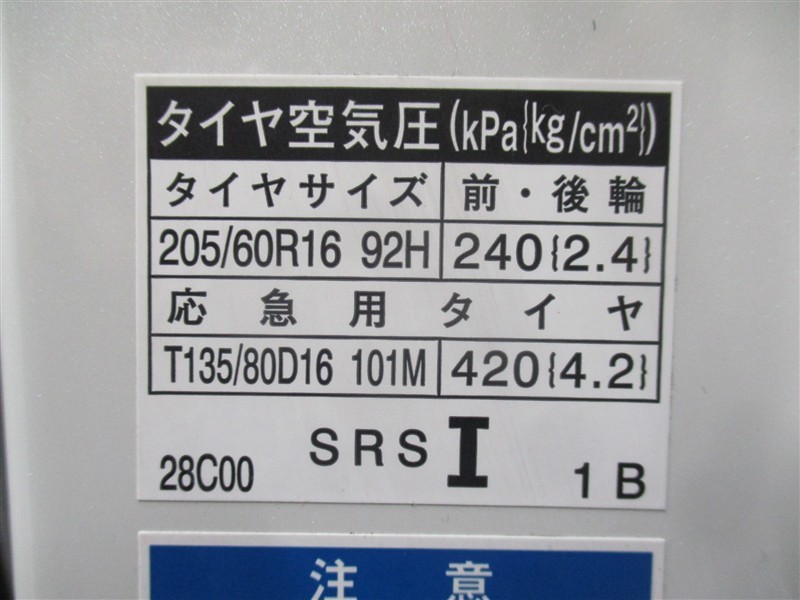 タイヤ空気圧(kPa{kg/cm²})
タイヤサイズ 前・後輪
205/60R16 92H 240{2.4}
応急用タイヤ
T135/80D16 101M 420{4.2}
SRS I
28C00 1B
注意